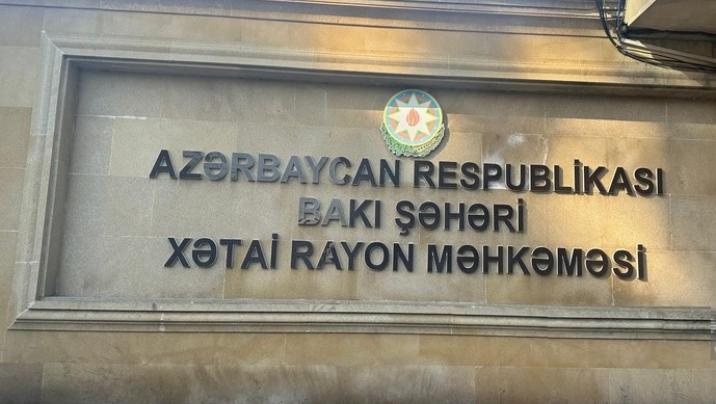 AZƏRBAYCAN RESPUBLİKASI
BAKI ŞƏHƏRİ
XƏTAİ RAYON MƏHKƏMƏSİ